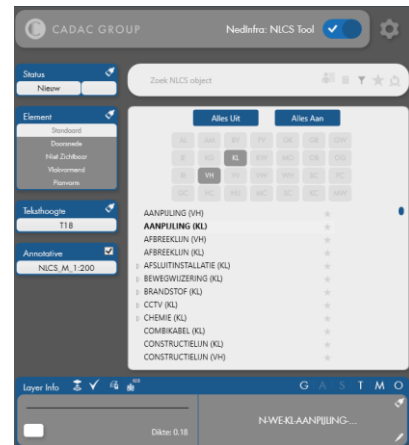 CADAC GROUP
NedInfra: NLCS Tool
Status
Nieuw
Zoek NLCS object
Element
Standaard
Doorsnede
Niet Zichtbaar
Vlakvormend
Planvorm
Alles Uit Alles Aan
KL
VH
Teksthoogte
T18
Annotative
NLCS_M_1:200
AANPIJLING (VH)
AANPIJLING (KL)
AFBREEKLIJN (VH)
AFBREEKLIJN (KL)
AFSLUITINSTALLATIE (KL)
BEWEGWIJZERING (KL)
BRANDSTOF (KL)
CCTV (KL)
CHEMIE (KL)
COMBIKABEL (KL)
CONSTRUCTIELIJN (KL)
CONSTRUCTIELIJN (VH)
Layer Info
G A S T M O
Dikte: 0.18
N-WE-KL-AANPIJLING-...